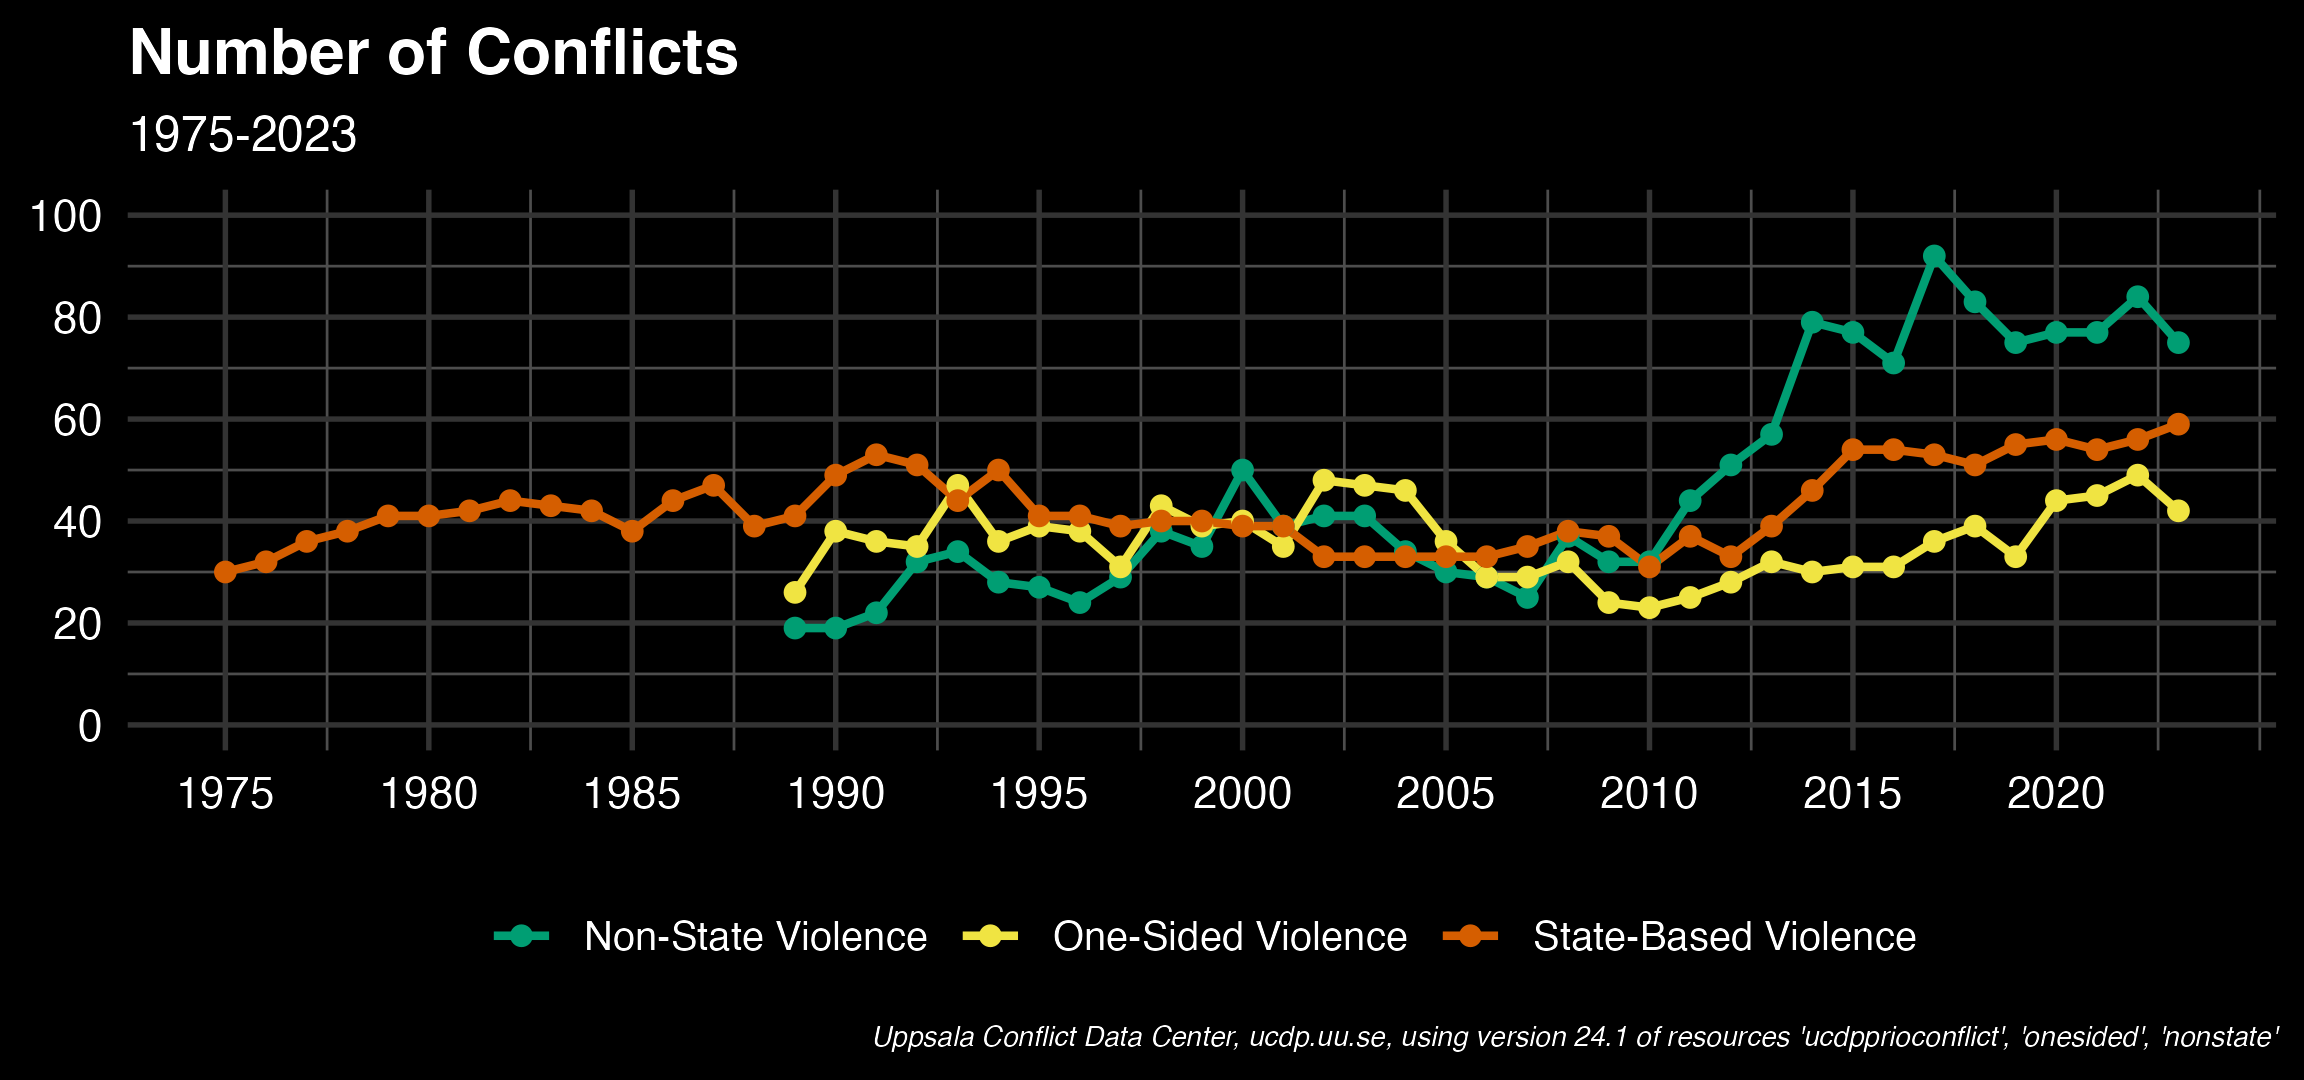 Number of Conflicts
1975-2023
100
80
60
40
20
0
1975 1980 1985 1990 1995 2000 2005 2010 2015 2020
Non-State Violence One-Sided Violence State-Based Violence
Uppsala Conflict Data Center, ucdp.uu.se, using version 24.1 of resources 'ucdpprioconflict', 'onesided', 'nonstate'